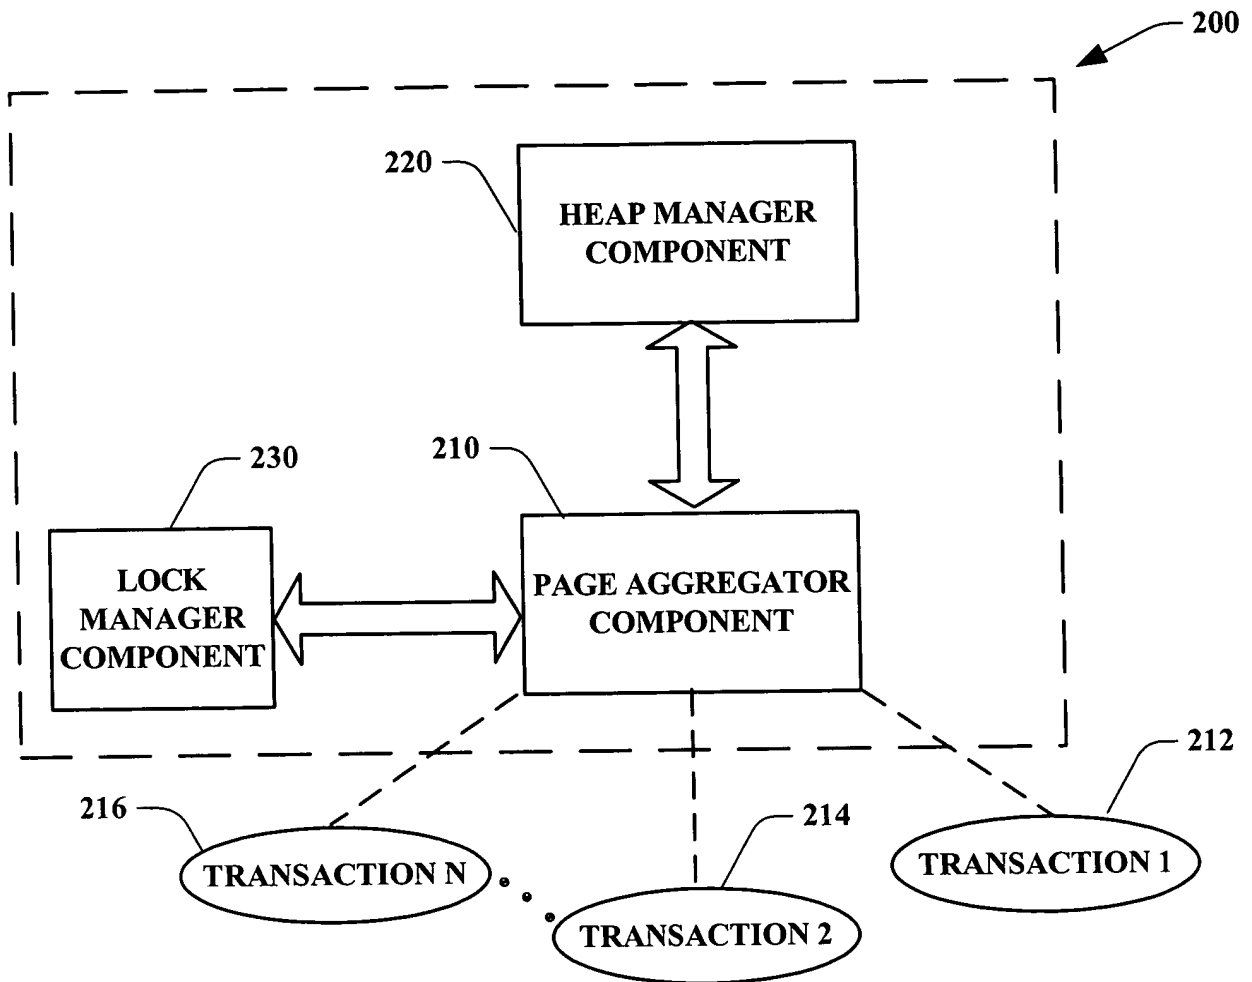 200
220
HEAP MANAGER
COMPONENT
230
210
LOCK
MANAGER
COMPONENT
PAGE AGGREGATOR
COMPONENT
212
216
214
TRANSACTION N
TRANSACTION 1
TRANSACTION 2